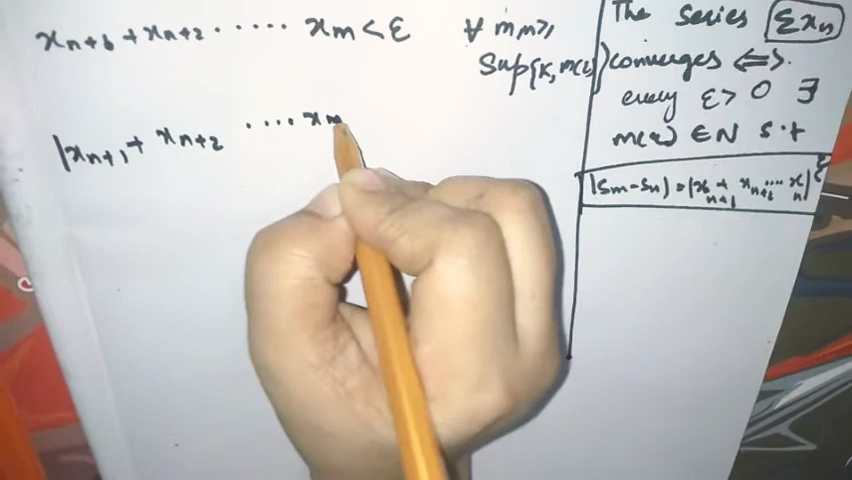 xn+1 + xn+2 ...... xm < ε ∀ m,n ≥,
Sup{K, m(ε)}
|xn+1 + xn+2 .... xm
The series Σxn
converges ⇔
every ε > 0 ∃
m(ε) ∈ N s.t
|Sm-Sn| = |xn+1 + xn+2 .... xn| < ε